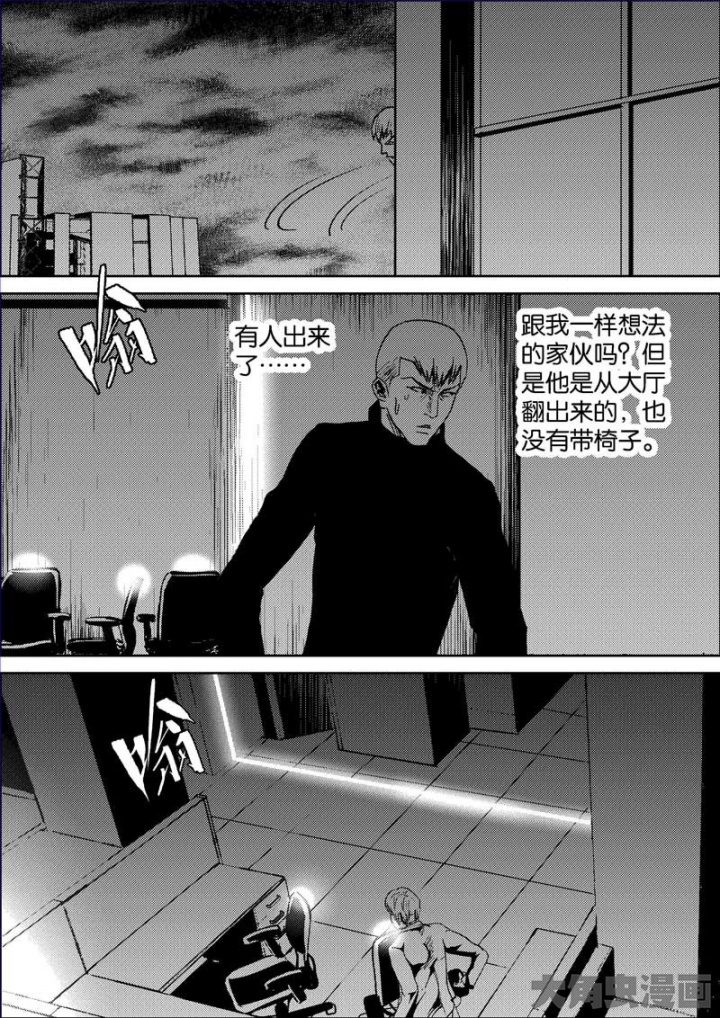 嗡
有人出来
了……
跟我一样想法
的家伙吗？但
是他是从大厅
翻出来的，也
没有带椅子。
嗡
大角虫漫画